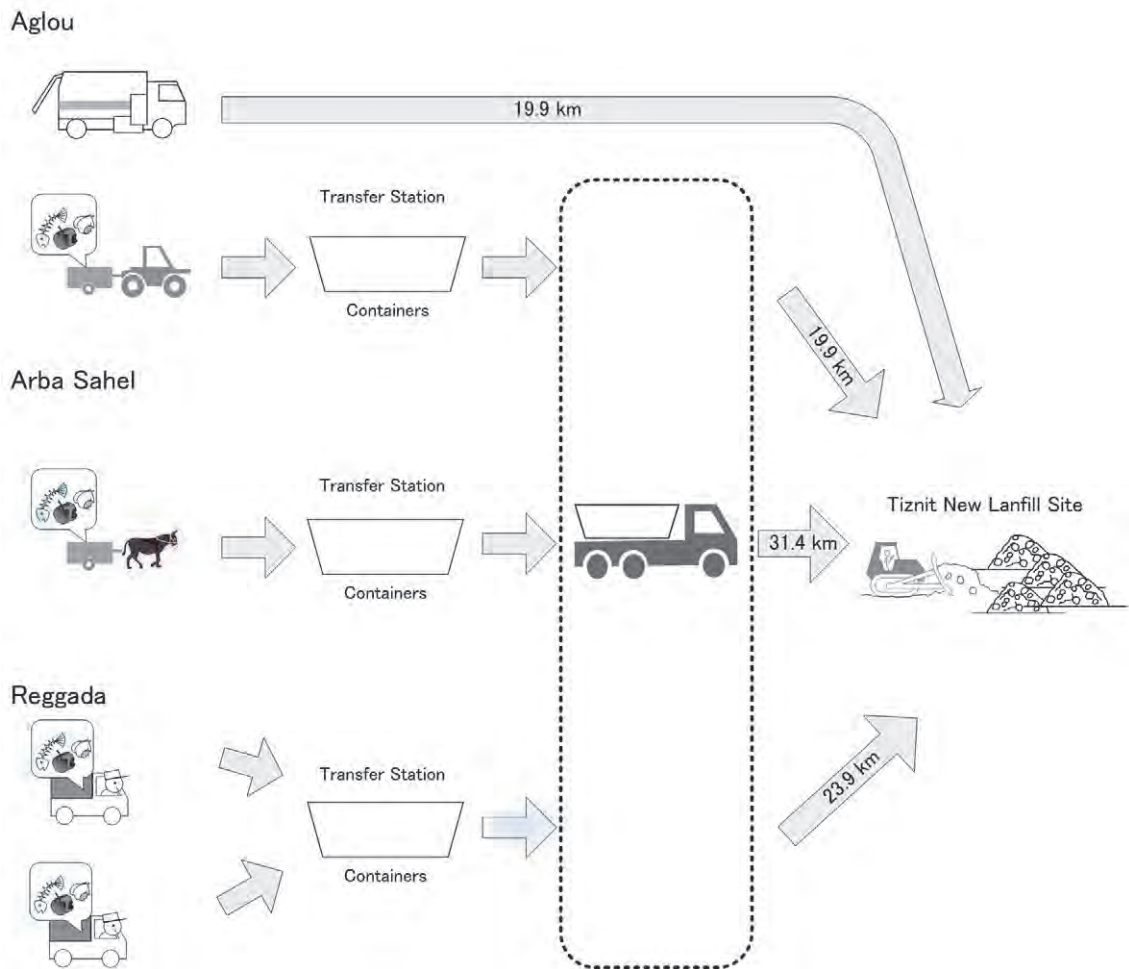 Aglou
19.9 km
Transfer Station
Containers
19.9 km
Arba Sahel
Transfer Station
Containers
31.4 km
Tiznit New Lanfill Site
Reggada
Transfer Station
Containers
23.9 km